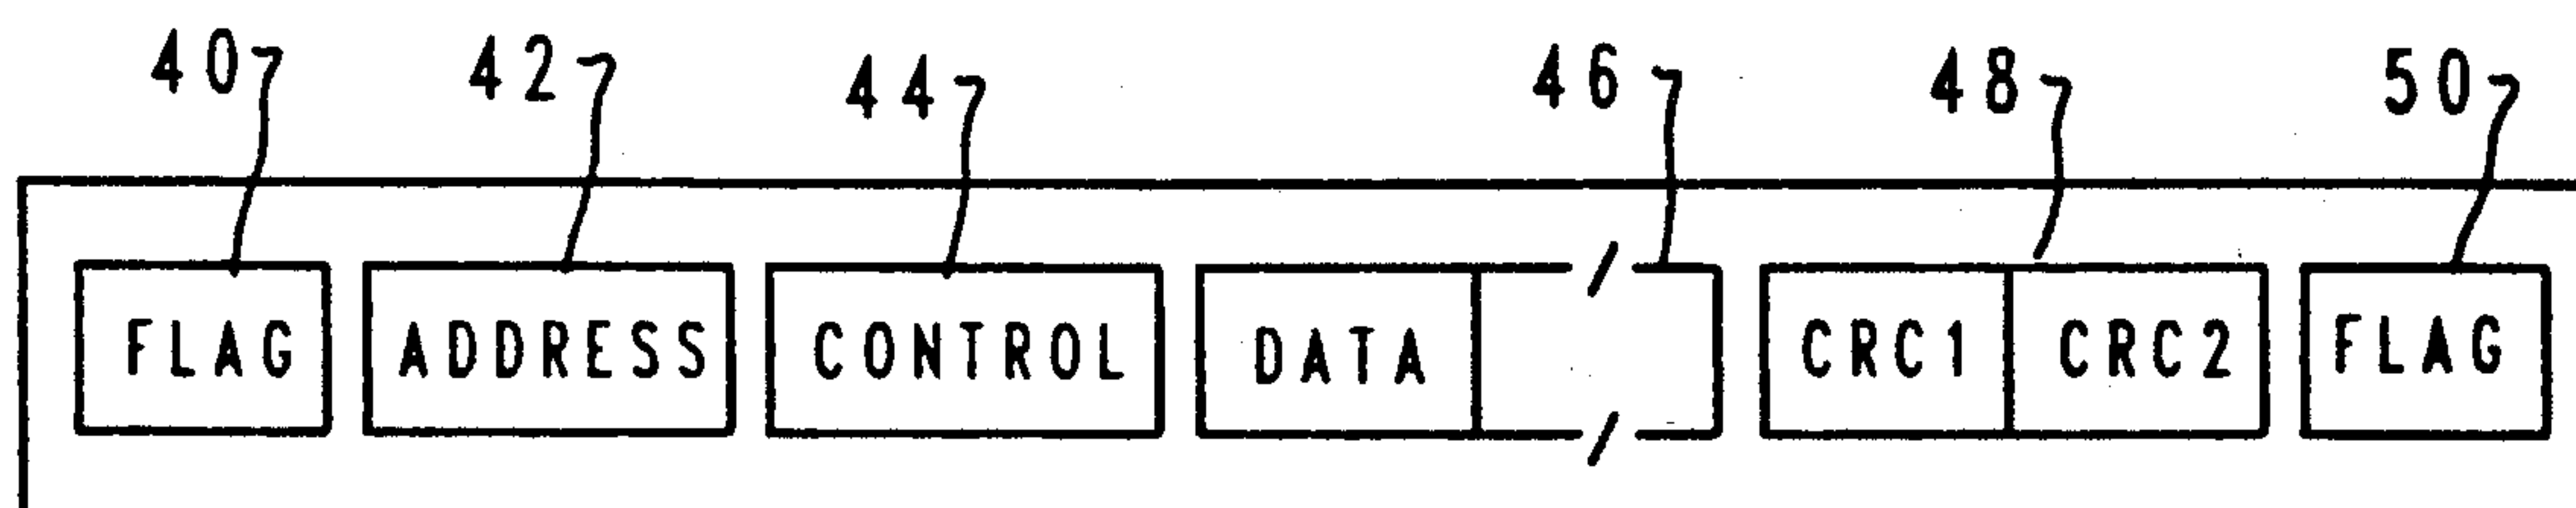 40 42 44 46 48 50
FLAG ADDRESS CONTROL DATA CRC1 CRC2 FLAG